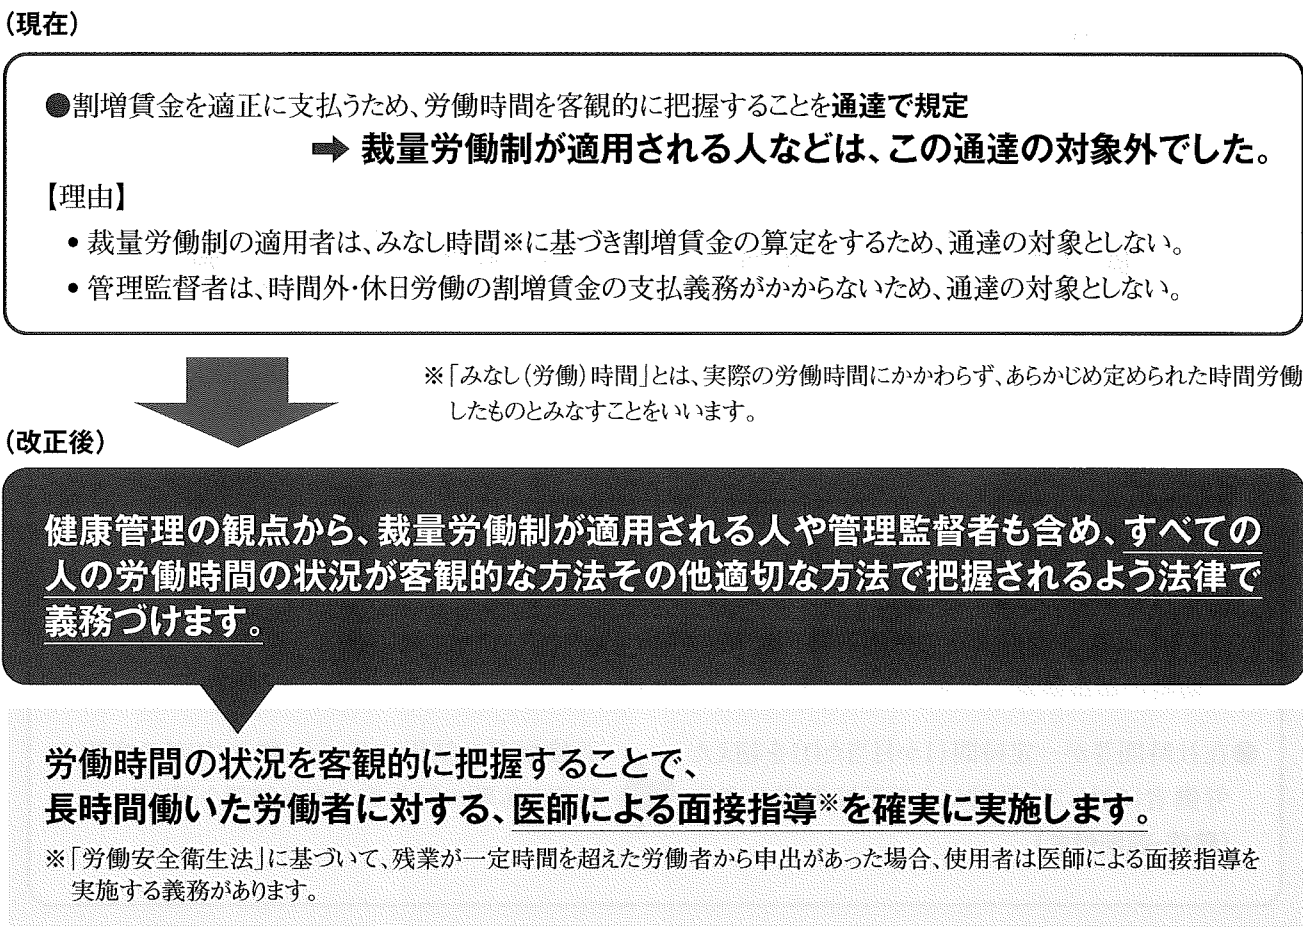 (現在)
●割増賃金を適正に支払うため、労働時間を客観的に把握することを通達で規定
➡ 裁量労働制が適用される人などは、この通達の対象外でした。
【理由】
• 裁量労働制の適用者は、みなし時間※に基づき割増賃金の算定をするため、通達の対象としない。
• 管理監督者は、時間外・休日労働の割増賃金の支払義務がかからないため、通達の対象としない。
※「みなし(労働)時間」とは、実際の労働時間にかかわらず、あらかじめ定められた時間労働
したものとみなすことをいいます。
(改正後)
健康管理の観点から、裁量労働制が適用される人や管理監督者も含め、すべての
人の労働時間の状況が客観的な方法その他適切な方法で把握されるよう法律で
義務づけます。
労働時間の状況を客観的に把握することで、
長時間働いた労働者に対する、医師による面接指導※を確実に実施します。
※「労働安全衛生法」に基づいて、残業が一定時間を超えた労働者から申出があった場合、使用者は医師による面接指導を
実施する義務があります。